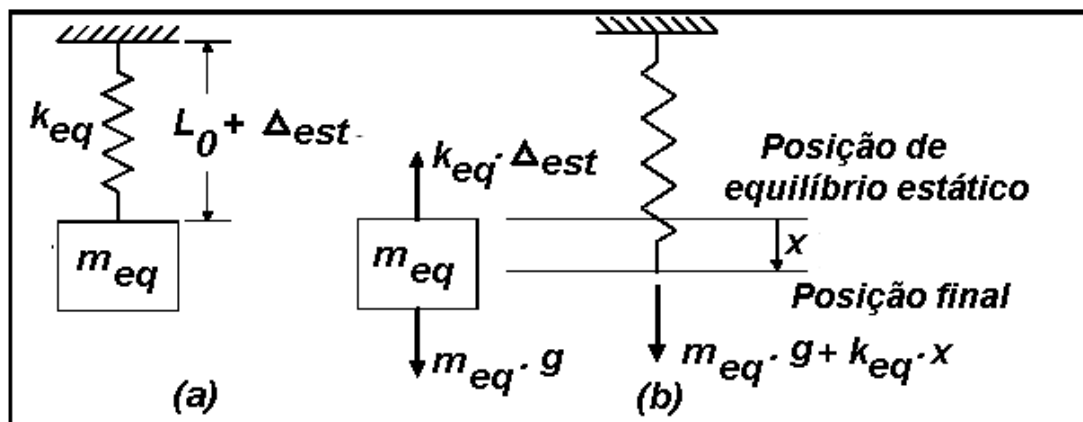 k_eq
L_0 + Δ_est
m_eq
(a)
k_eq · Δ_est
m_eq
m_eq · g
Posição de
equilíbrio estático
x
Posição final
m_eq · g + k_eq · x
(b)